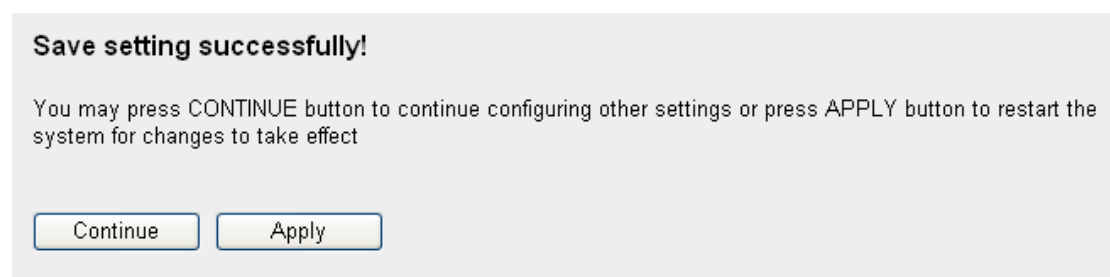 Save setting successfully!
You may press CONTINUE button to continue configuring other settings or press APPLY button to restart the
system for changes to take effect
Continue
Apply